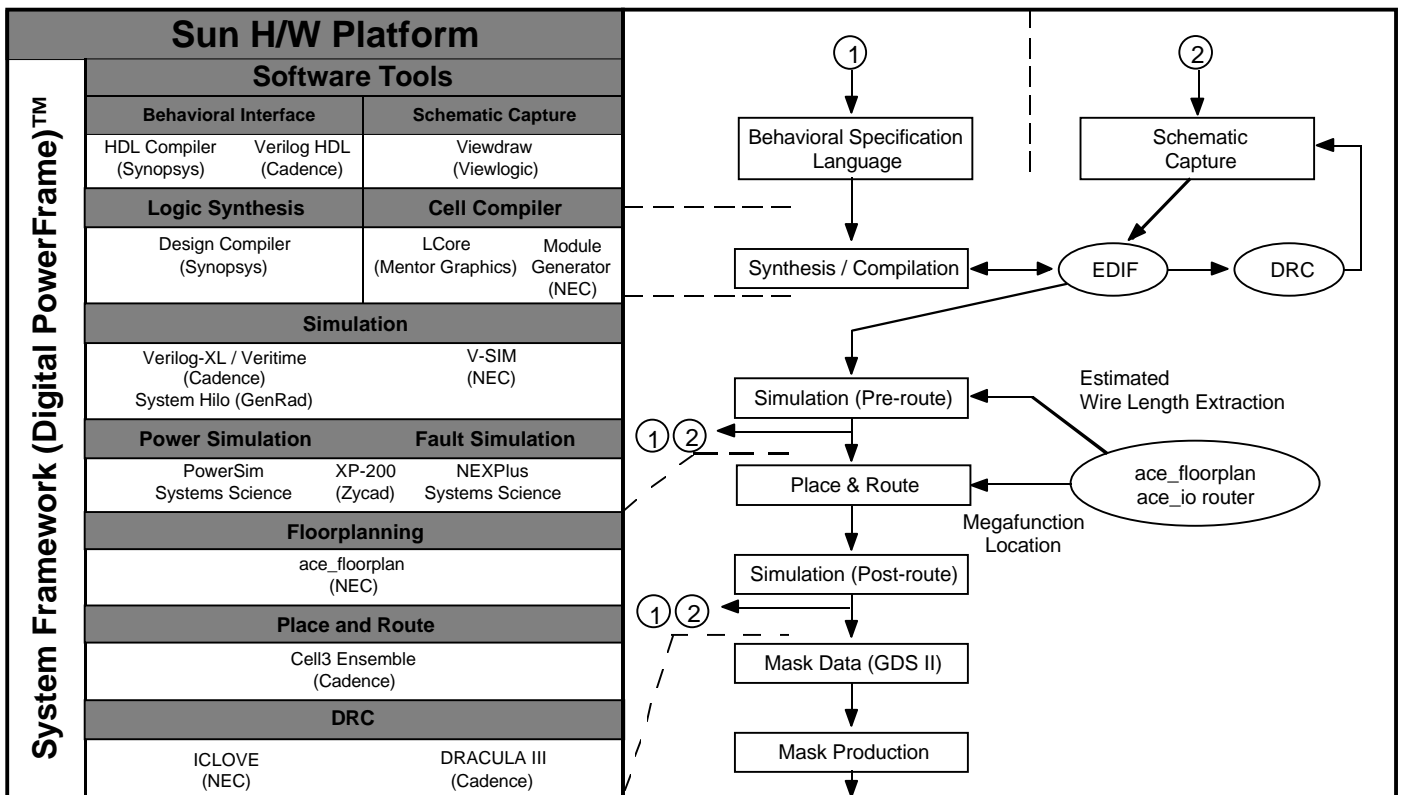 Sun H/W Platform
System Framework (Digital PowerFrame)™
Software Tools
Behavioral Interface
Schematic Capture
HDL Compiler
(Synopsys)
Verilog HDL
(Cadence)
Viewdraw
(Viewlogic)
Logic Synthesis
Cell Compiler
Design Compiler
(Synopsys)
LCore
(Mentor Graphics)
Module
Generator
(NEC)
Simulation
Verilog-XL / Veritime
(Cadence)
System Hilo (GenRad)
V-SIM
(NEC)
Power Simulation
Fault Simulation
PowerSim
Systems Science
XP-200
(Zycad)
NEXPlus
Systems Science
Floorplanning
ace_floorplan
(NEC)
Place and Route
Cell3 Ensemble
(Cadence)
DRC
ICLOVE
(NEC)
DRACULA III
(Cadence)
1
2
Behavioral Specification
Language
Schematic
Capture
Synthesis / Compilation
EDIF
DRC
Simulation (Pre-route)
Estimated
Wire Length Extraction
1 2
Place & Route
ace_floorplan
ace_io router
Megafunction
Location
Simulation (Post-route)
1 2
Mask Data (GDS II)
Mask Production